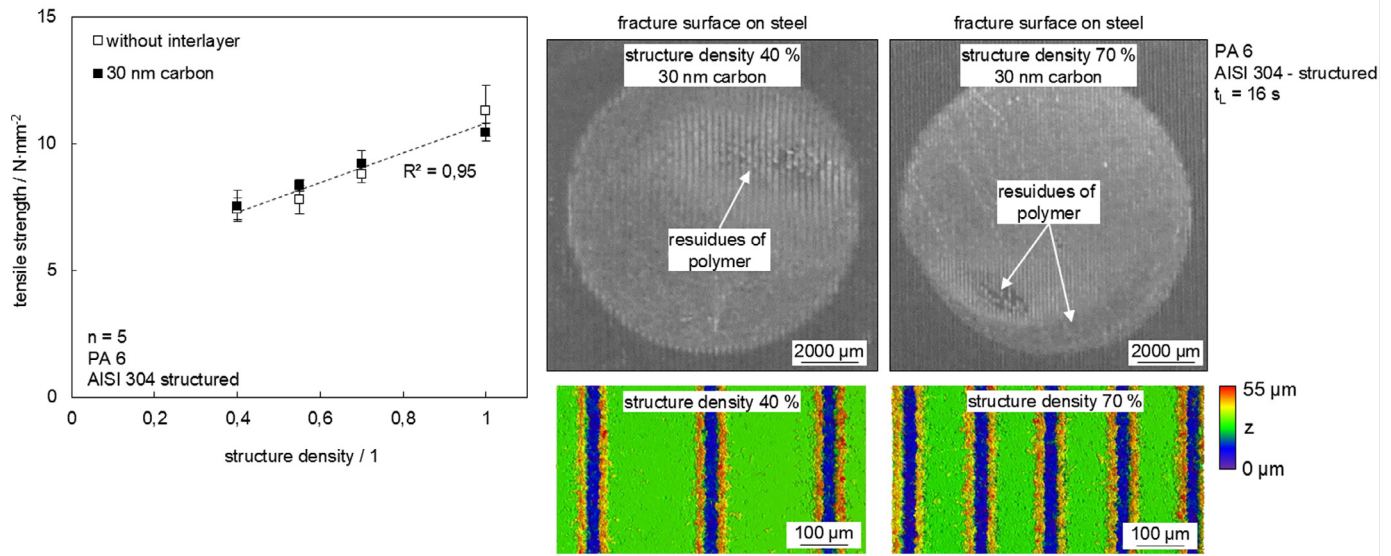 15
10
5
0
0
0,2
0,4
0,6
0,8
1
tensile strength / N·mm-2
structure density / 1
without interlayer
30 nm carbon
R² = 0,95
n = 5
PA 6
AISI 304 structured
fracture surface on steel
structure density 40 %
30 nm carbon
resuidues of
polymer
2000 µm
fracture surface on steel
structure density 70 %
30 nm carbon
resuidues of
polymer
2000 µm
PA 6
AISI 304 - structured
tL = 16 s
structure density 40 %
100 µm
structure density 70 %
100 µm
55 µm
z
0 µm